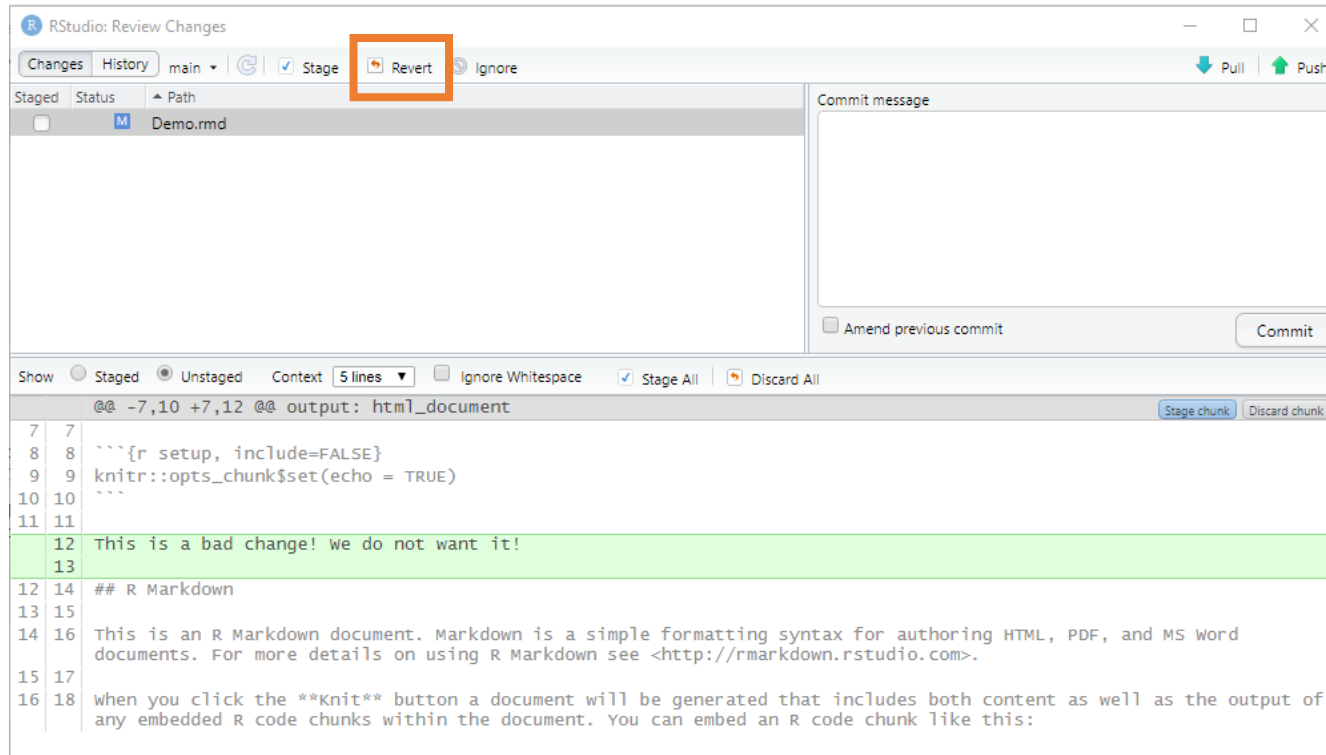 R RStudio: Review Changes
Changes History main Stage Revert Ignore Pull Push
Staged Status Path
M Demo.rmd
Commit message
Amend previous commit
Commit
Show Staged Unstaged Context 5 lines Ignore Whitespace Stage All Discard All
@@ -7,10 +7,12 @@ output: html_document Stage chunk Discard chunk
7 7
8 8 ```{r setup, include=FALSE}
9 9 knitr::opts_chunk$set(echo = TRUE)
10 10 ```
11 11
12 This is a bad change! We do not want it!
13
12 14 ## R Markdown
13 15
14 16 This is an R Markdown document. Markdown is a simple formatting syntax for authoring HTML, PDF, and MS Word
documents. For more details on using R Markdown see <http://rmarkdown.rstudio.com>.
15 17
16 18 When you click the **Knit** button a document will be generated that includes both content as well as the output of
any embedded R code chunks within the document. You can embed an R code chunk like this: